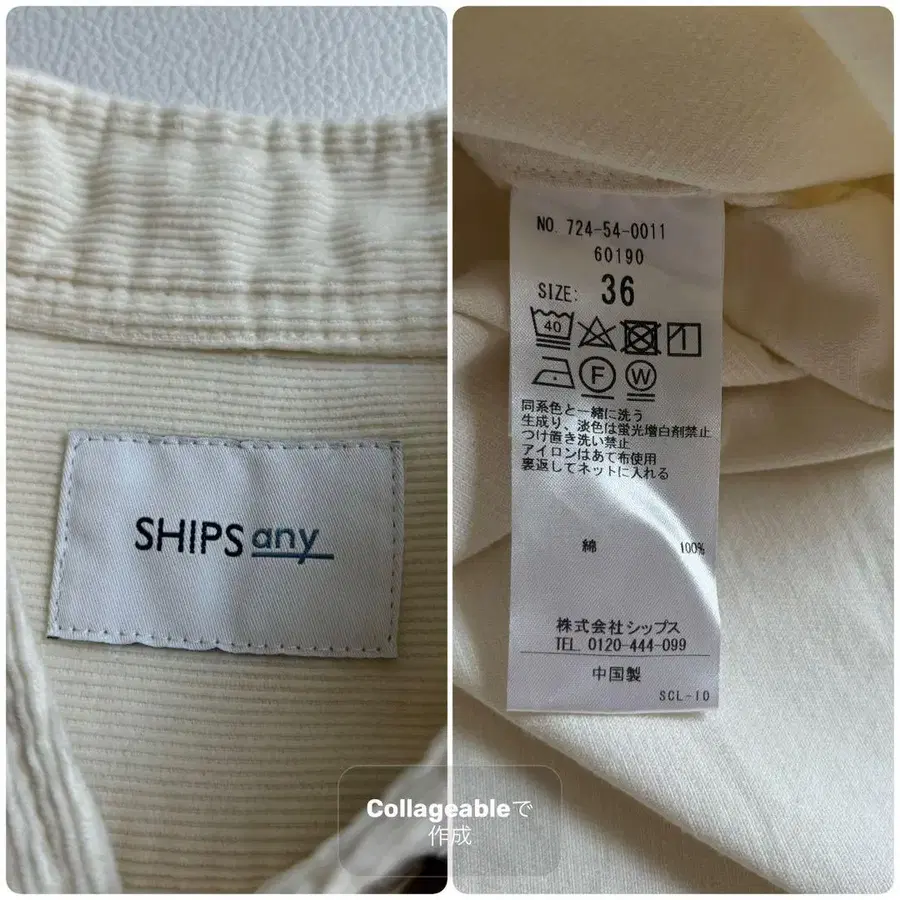 SHIPS any
NO. 724-54-0011
60190
SIZE: 36
40
F W
同系色と一緒に洗う
生成り、淡色は蛍光増白剤禁止
つけ置き洗い禁止
アイロンはあて布使用
裏返してネットに入れる
綿 100%
株式会社シップス
TEL. 0120-444-099
中国製
SCL-10
Collageableで
作成